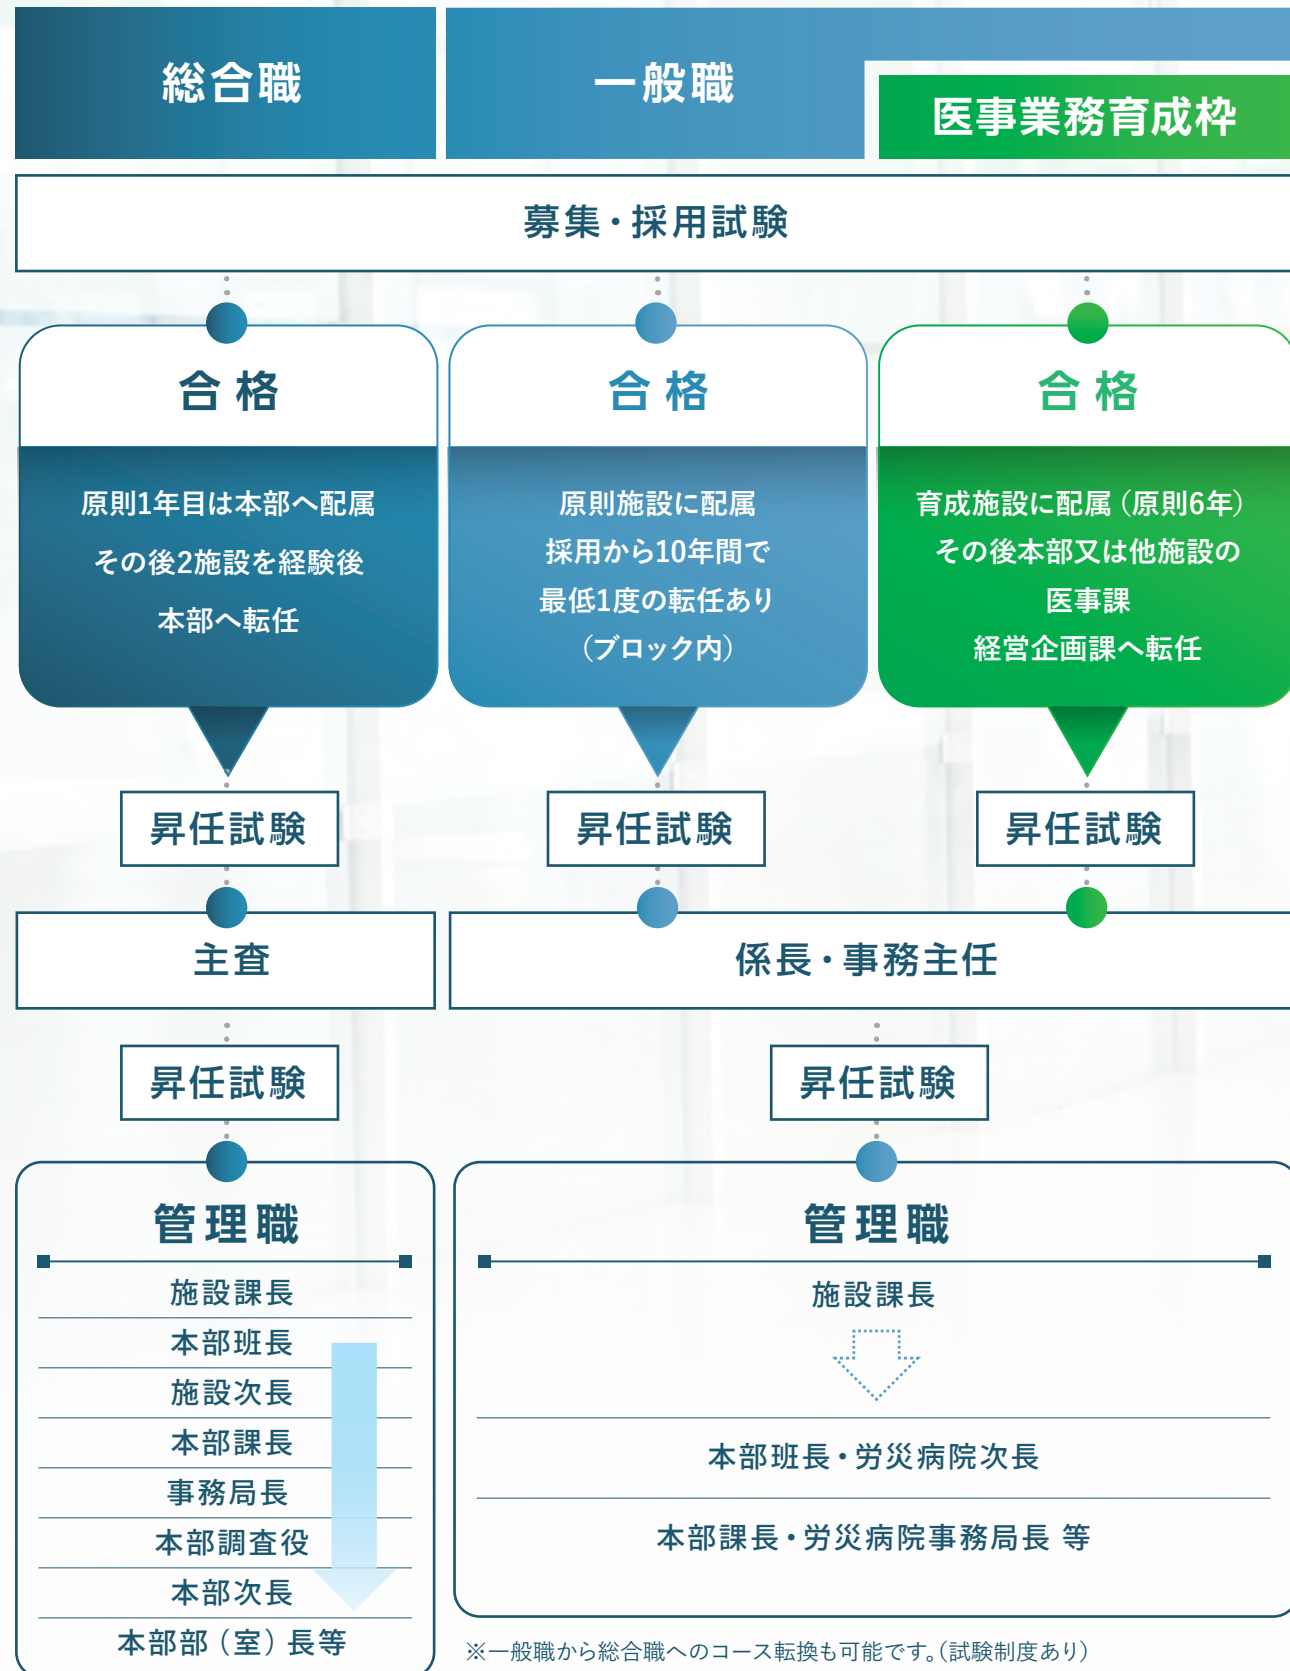 総合職
一般職
医事業務育成枠
募集・採用試験
合格
原則1年目は本部へ配属
その後2施設を経験後
本部へ転任
合格
原則施設に配属
採用から10年間で
最低1度の転任あり
（ブロック内）
合格
育成施設に配属（原則6年）
その後本部又は他施設の
医事課
経営企画課へ転任
昇任試験
昇任試験
昇任試験
主査
係長・事務主任
昇任試験
昇任試験
管理職
施設課長
本部班長
施設次長
本部課長
事務局長
本部調査役
本部次長
本部部（室）長等
管理職
施設課長
本部班長・労災病院次長
本部課長・労災病院事務局長 等
※一般職から総合職へのコース転換も可能です。（試験制度あり）